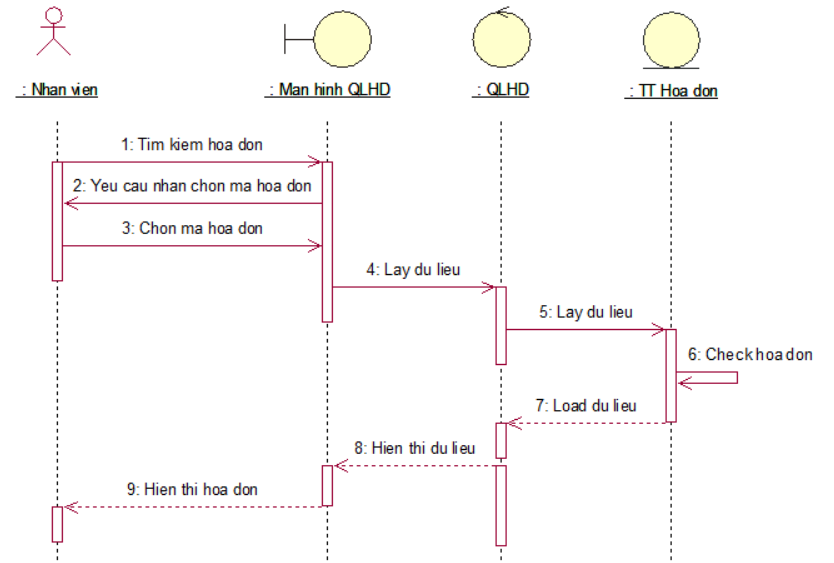 : Nhan vien
: Man hinh QLHD
: QLHD
: TT Hoa don
1: Tim kiem hoa don
2: Yeu cau nhan chon ma hoa don
3: Chon ma hoa don
4: Lay du lieu
5: Lay du lieu
6: Check hoa don
7: Load du lieu
8: Hien thi du lieu
9: Hien thi hoa don